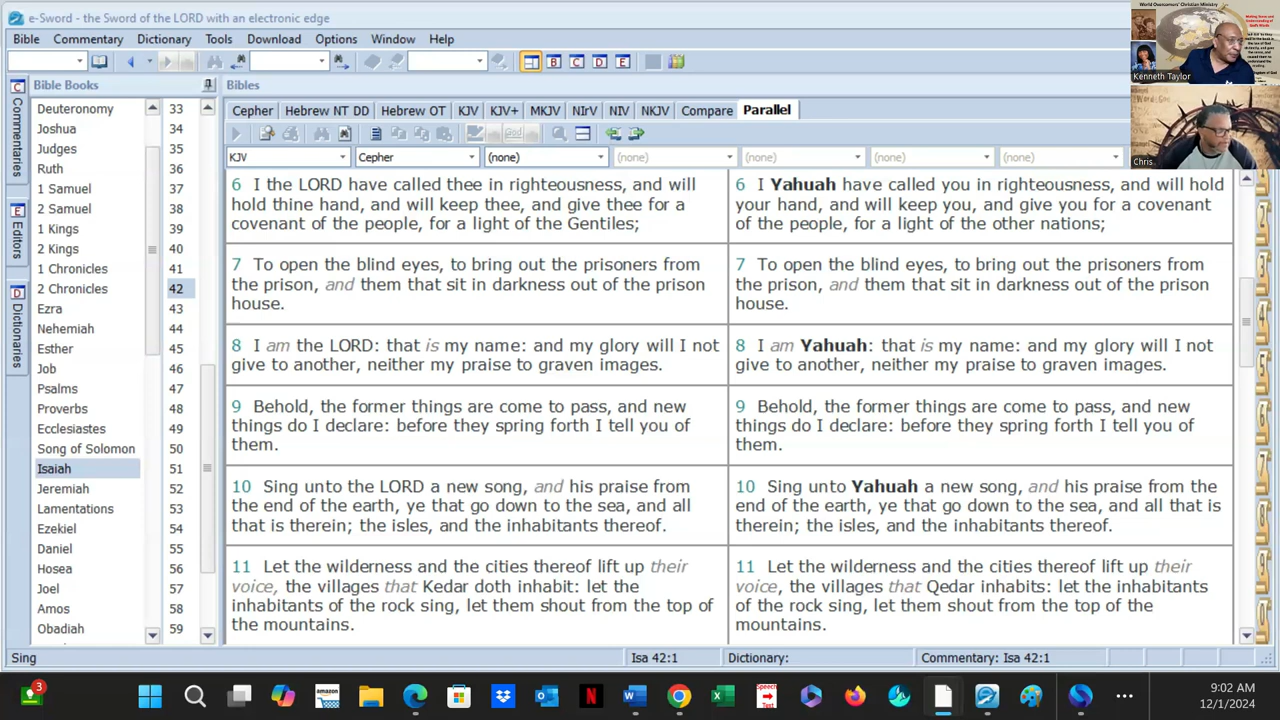 e-Sword - the Sword of the LORD with an electronic edge
Bible Commentary Dictionary Tools Download Options Window Help
B C D E
Bible Books
Bibles
Commentaries
Editors
Dictionaries
Deuteronomy 33
Joshua 34
Judges 35
Ruth 36
1 Samuel 37
2 Samuel 38
1 Kings 39
2 Kings 40
1 Chronicles 41
2 Chronicles 42
Ezra 43
Nehemiah 44
Esther 45
Job 46
Psalms 47
Proverbs 48
Ecclesiastes 49
Song of Solomon 50
Isaiah 51
Jeremiah 52
Lamentations 53
Ezekiel 54
Daniel 55
Hosea 56
Joel 57
Amos 58
Obadiah 59
Cepher Hebrew NT DD Hebrew OT KJV KJV+ MKJV NIrV NIV NKJV Compare Parallel
KJV Cepher (none) (none) (none) (none) (none)
6 I the LORD have called thee in righteousness, and will
hold thine hand, and will keep thee, and give thee for a
covenant of the people, for a light of the Gentiles;
6 I Yahuah have called you in righteousness, and will hold
your hand, and will keep you, and give you for a covenant
of the people, for a light of the other nations;
7 To open the blind eyes, to bring out the prisoners from
the prison, and them that sit in darkness out of the prison
house.
7 To open the blind eyes, to bring out the prisoners from
the prison, and them that sit in darkness out of the prison
house.
8 I am the LORD: that is my name: and my glory will I not
give to another, neither my praise to graven images.
8 I am Yahuah: that is my name: and my glory will I not
give to another, neither my praise to graven images.
9 Behold, the former things are come to pass, and new
things do I declare: before they spring forth I tell you of
them.
9 Behold, the former things are come to pass, and new
things do I declare: before they spring forth I tell you of
them.
10 Sing unto the LORD a new song, and his praise from
the end of the earth, ye that go down to the sea, and all
that is therein; the isles, and the inhabitants thereof.
10 Sing unto Yahuah a new song, and his praise from the
end of the earth, ye that go down to the sea, and all that is
therein; the isles, and the inhabitants thereof.
11 Let the wilderness and the cities thereof lift up their
voice, the villages that Kedar doth inhabit: let the
inhabitants of the rock sing, let them shout from the top of
the mountains.
11 Let the wilderness and the cities thereof lift up their
voice, the villages that Qedar inhabits: let the inhabitants
of the rock sing, let them shout from the top of the
mountains.
Sing Isa 42:1 Dictionary: Commentary: Isa 42:1
World Overcomers' Christian Ministry
Kenneth Taylor
Chris
3
amazon
Speech
Text
9:02 AM
12/1/2024